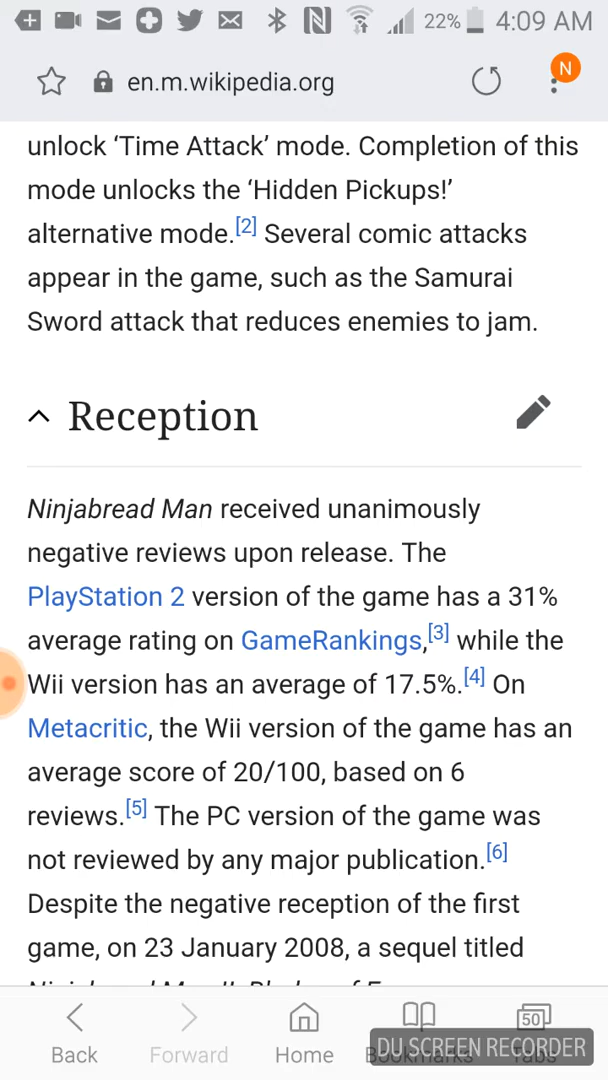 22% 4:09 AM
en.m.wikipedia.org
N
unlock ‘Time Attack’ mode. Completion of this
mode unlocks the ‘Hidden Pickups!’
alternative mode.[2] Several comic attacks
appear in the game, such as the Samurai
Sword attack that reduces enemies to jam.
Reception
Ninjabread Man received unanimously
negative reviews upon release. The
PlayStation 2 version of the game has a 31%
average rating on GameRankings,[3] while the
Wii version has an average of 17.5%.[4] On
Metacritic, the Wii version of the game has an
average score of 20/100, based on 6
reviews.[5] The PC version of the game was
not reviewed by any major publication.[6]
Despite the negative reception of the first
game, on 23 January 2008, a sequel titled
50
Back Forward Home Bookmarks Tabs
DU SCREEN RECORDER